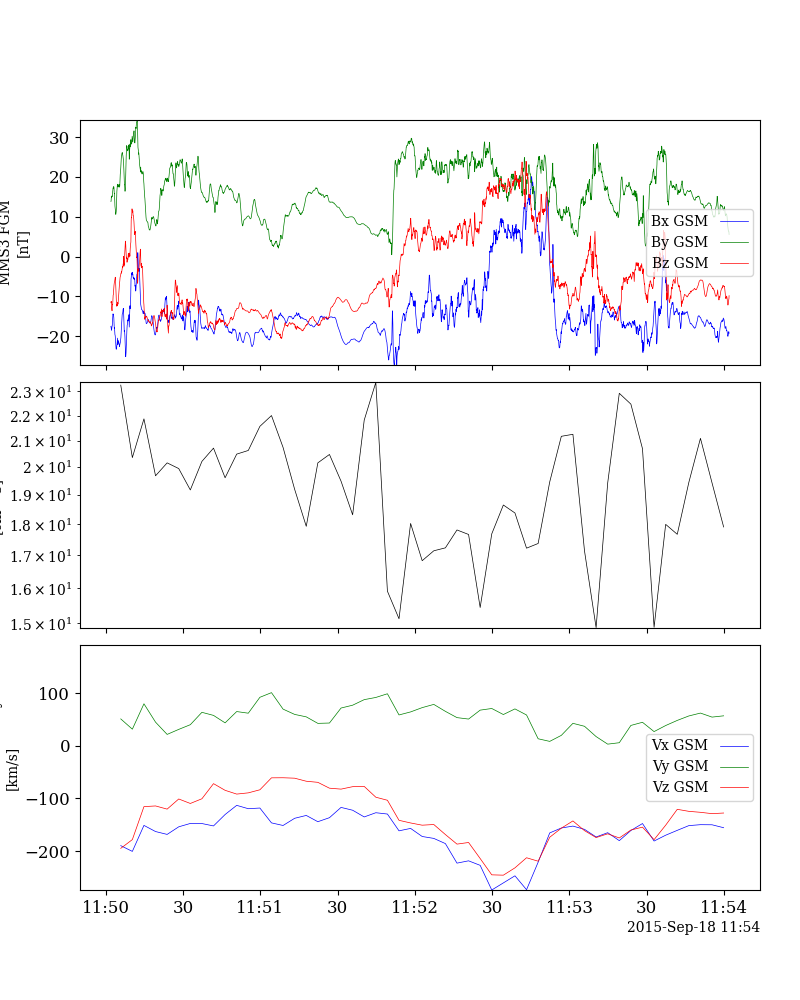 MMS3 FGM
[nT]
30
20
10
0
−10
−20
Bx GSM
By GSM
Bz GSM
2.3 × 10¹
2.2 × 10¹
2.1 × 10¹
2 × 10¹
1.9 × 10¹
1.8 × 10¹
1.7 × 10¹
1.6 × 10¹
1.5 × 10¹
[km/s]
100
0
−100
−200
Vx GSM
Vy GSM
Vz GSM
11:50 30 11:51 30 11:52 30 11:53 30 11:54
2015-Sep-18 11:54